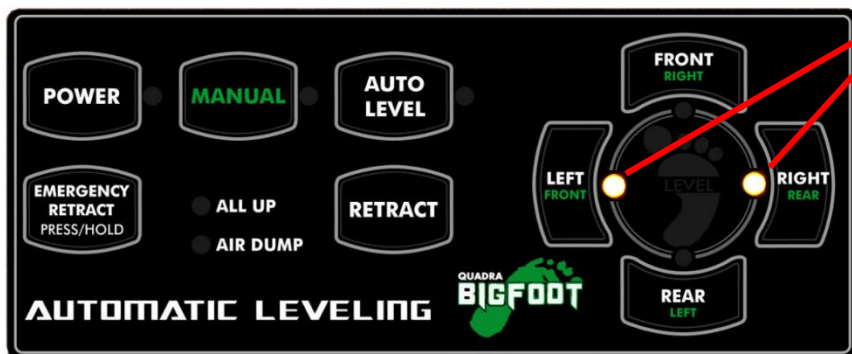 POWER
MANUAL
AUTO
LEVEL
EMERGENCY
RETRACT
PRESS/HOLD
ALL UP
AIR DUMP
RETRACT
FRONT
RIGHT
LEFT
FRONT
LEVEL
RIGHT
REAR
REAR
LEFT
AUTOMATIC LEVELING
QUADRA
BIGFOOT